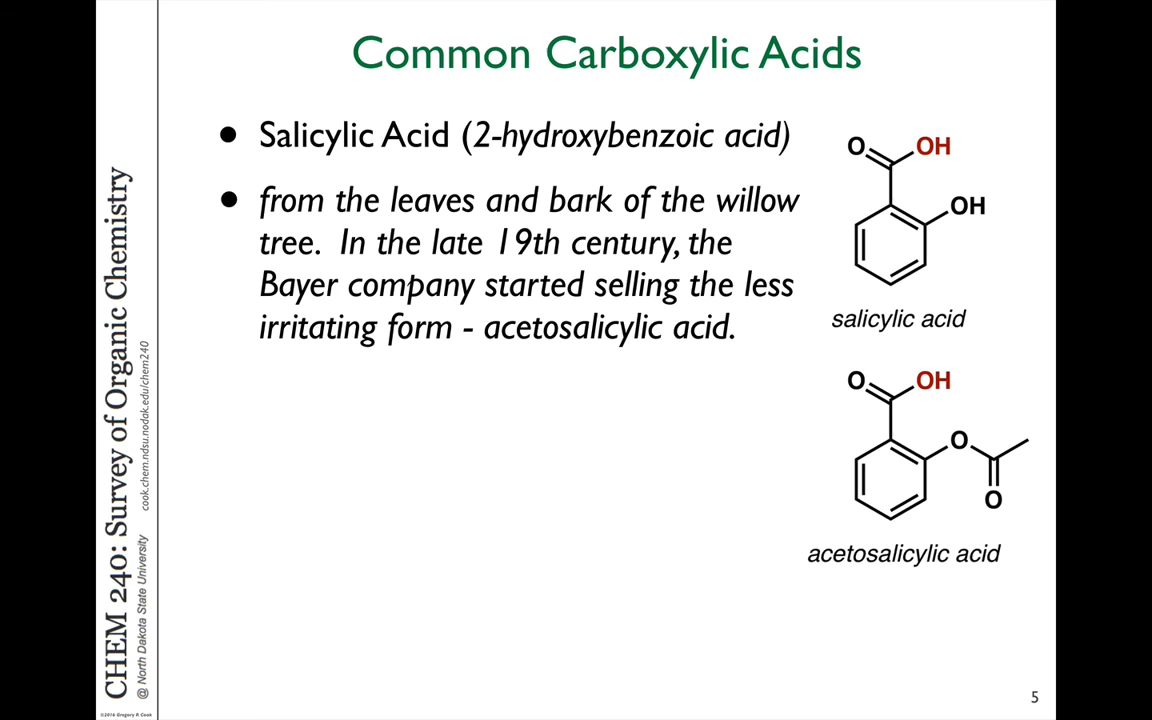 Common Carboxylic Acids
• Salicylic Acid (2-hydroxybenzoic acid)
• from the leaves and bark of the willow
tree. In the late 19th century, the
Bayer company started selling the less
irritating form - acetosalicylic acid.
O OH
OH
salicylic acid
O OH
O
O
acetosalicylic acid
CHEM 240: Survey of Organic Chemistry
@ North Dakota State University cook.chem.ndsu.nodak.edu/chem240
©2016 Gregory R Cook
5